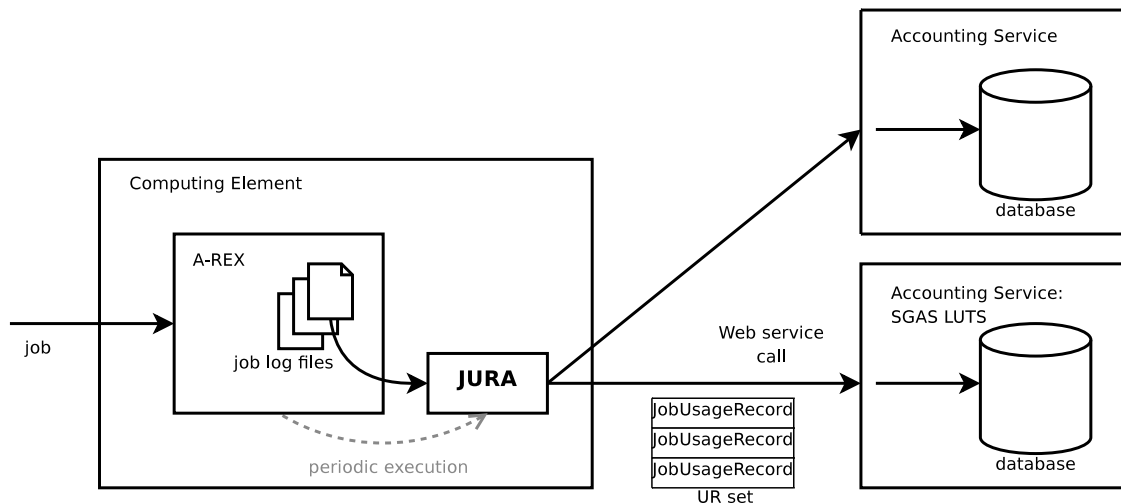 Accounting Service
database
Computing Element
A-REX
job log files
job
JURA
periodic execution
Web service
call
JobUsageRecord
JobUsageRecord
JobUsageRecord
UR set
Accounting Service:
SGAS LUTS
database